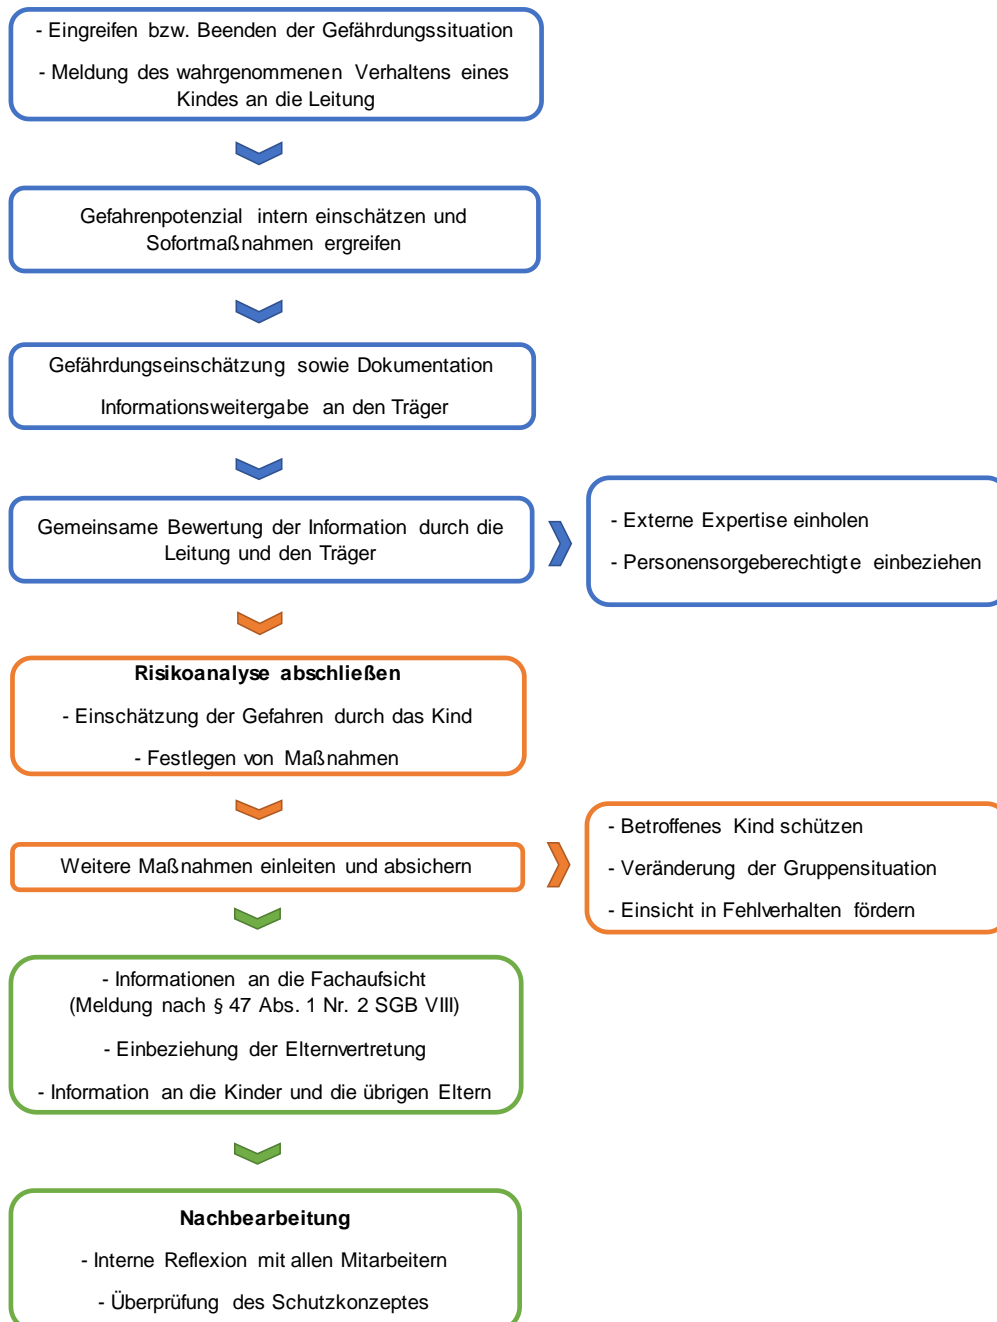 - Eingreifen bzw. Beenden der Gefährdungssituation
- Meldung des wahrgenommenen Verhaltens eines
Kindes an die Leitung
Gefahrenpotenzial intern einschätzen und
Sofortmaßnahmen ergreifen
Gefährdungseinschätzung sowie Dokumentation
Informationsweitergabe an den Träger
Gemeinsame Bewertung der Information durch die
Leitung und den Träger
- Externe Expertise einholen
- Personensorgeberechtigte einbeziehen
Risikoanalyse abschließen
- Einschätzung der Gefahren durch das Kind
- Festlegen von Maßnahmen
Weitere Maßnahmen einleiten und absichern
- Betroffenes Kind schützen
- Veränderung der Gruppensituation
- Einsicht in Fehlverhalten fördern
- Informationen an die Fachaufsicht
(Meldung nach § 47 Abs. 1 Nr. 2 SGB VIII)
- Einbeziehung der Elternvertretung
- Information an die Kinder und die übrigen Eltern
Nachbearbeitung
- Interne Reflexion mit allen Mitarbeitern
- Überprüfung des Schutzkonzeptes